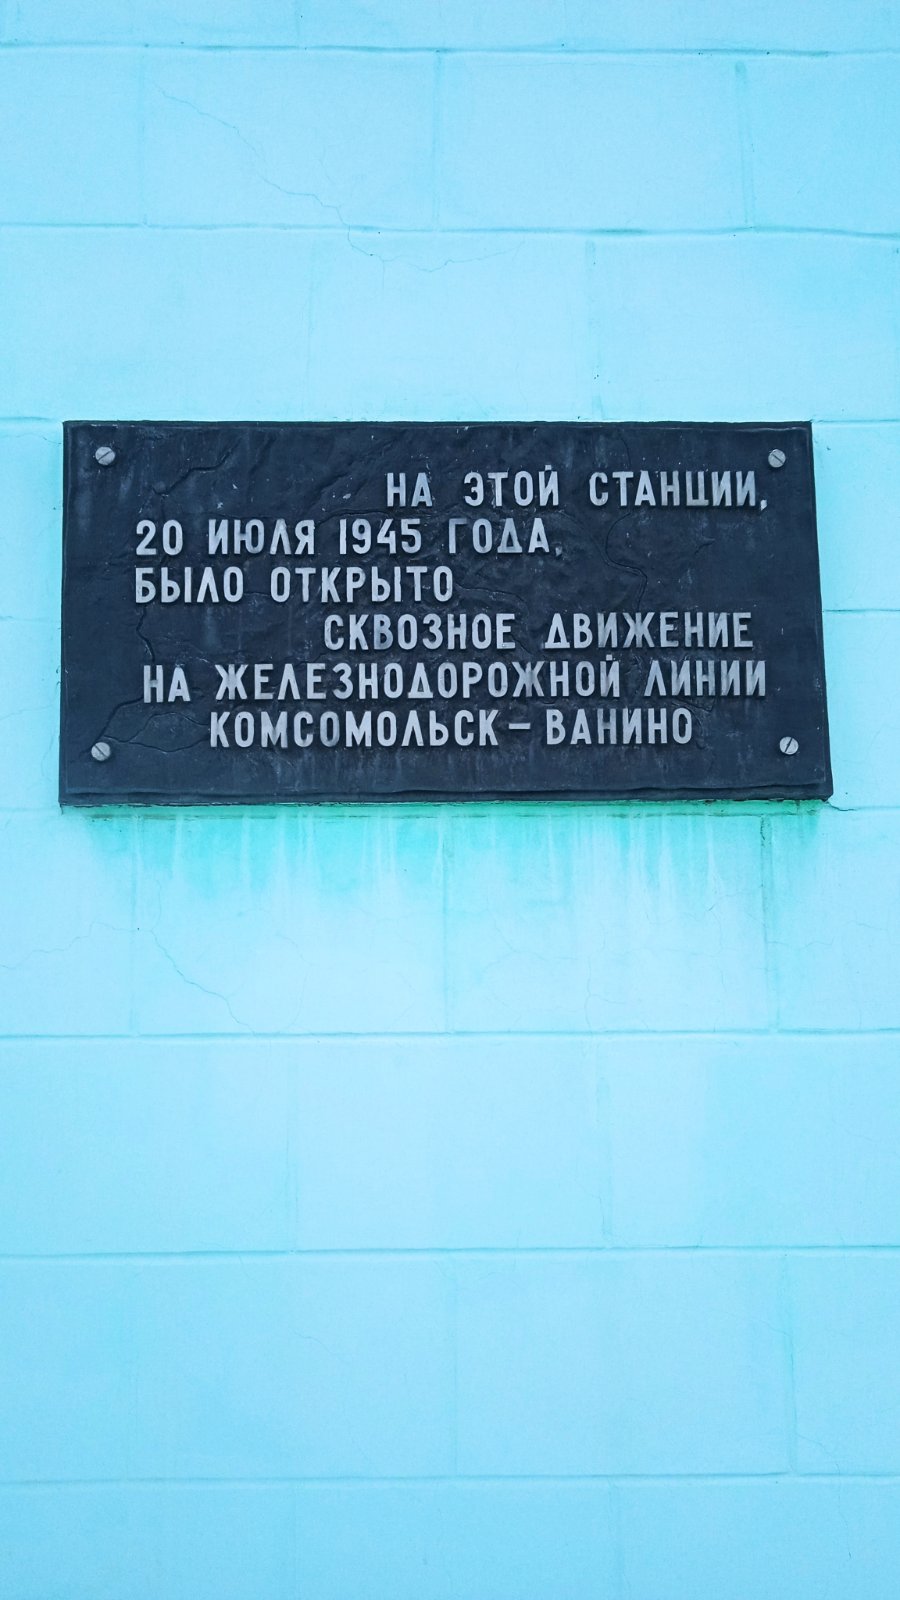 НА ЭТОЙ СТАНЦИИ,
20 ИЮЛЯ 1945 ГОДА,
БЫЛО ОТКРЫТО
СКВОЗНОЕ ДВИЖЕНИЕ
НА ЖЕЛЕЗНОДОРОЖНОЙ ЛИНИИ
КОМСОМОЛЬСК – ВАНИНО